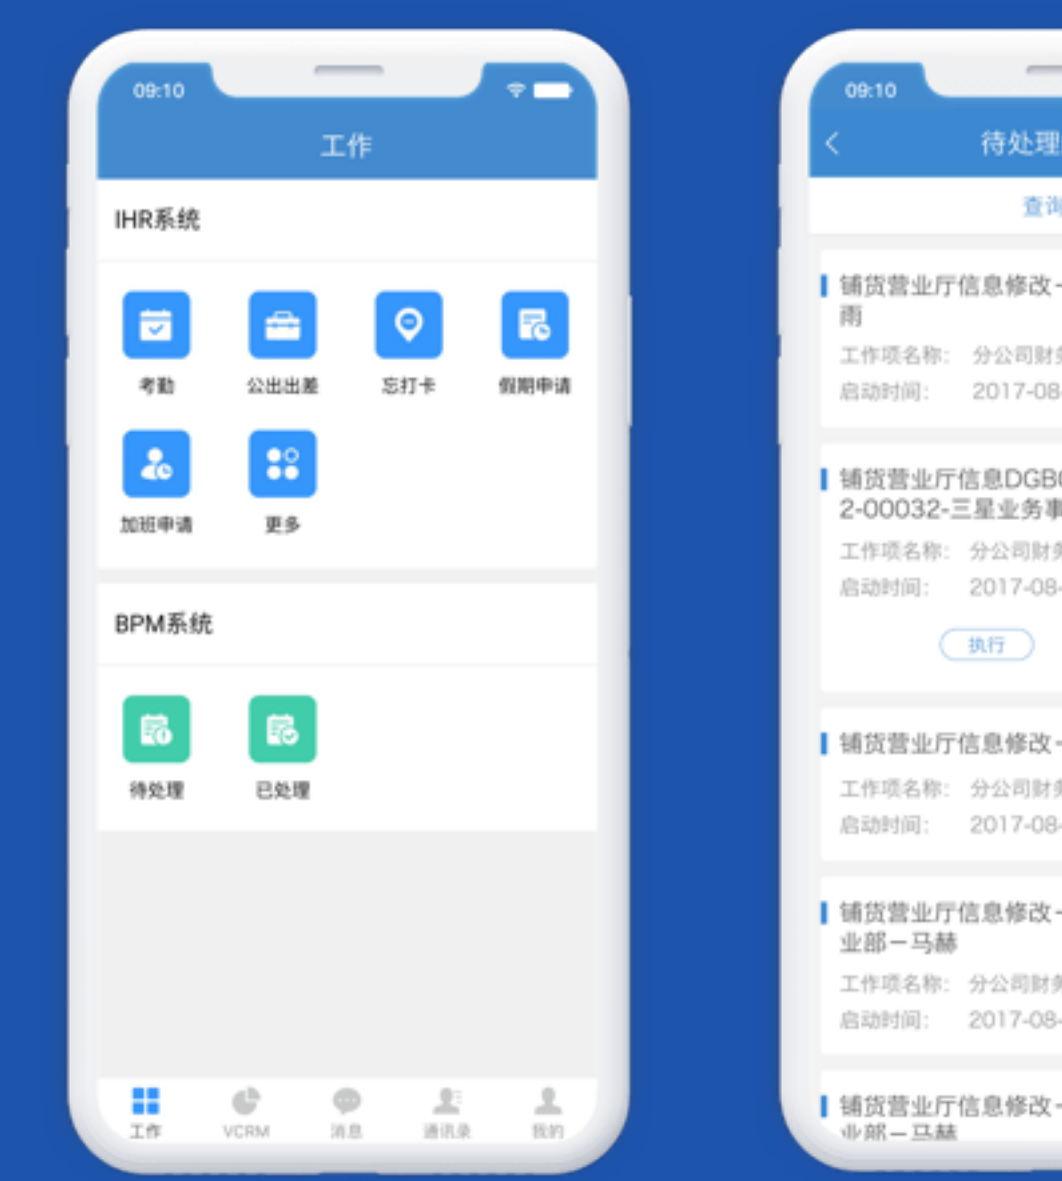 09:10
工作
IHR系统
考勤
公出出差
忘打卡
假期申请
加班申请
更多
BPM系统
待处理
已处理
工作
VCRM
消息
通讯录
我的
09:10
待处理
查询
铺货营业厅信息修改-
雨
工作项名称: 分公司财务
启动时间: 2017-08-
铺货营业厅信息DGB
2-00032-三星业务事
工作项名称: 分公司财务
启动时间: 2017-08-
执行
铺货营业厅信息修改-
工作项名称: 分公司财务
启动时间: 2017-08-
铺货营业厅信息修改-
业部－马赫
工作项名称: 分公司财务
启动时间: 2017-08-
铺货营业厅信息修改-
业部－马赫